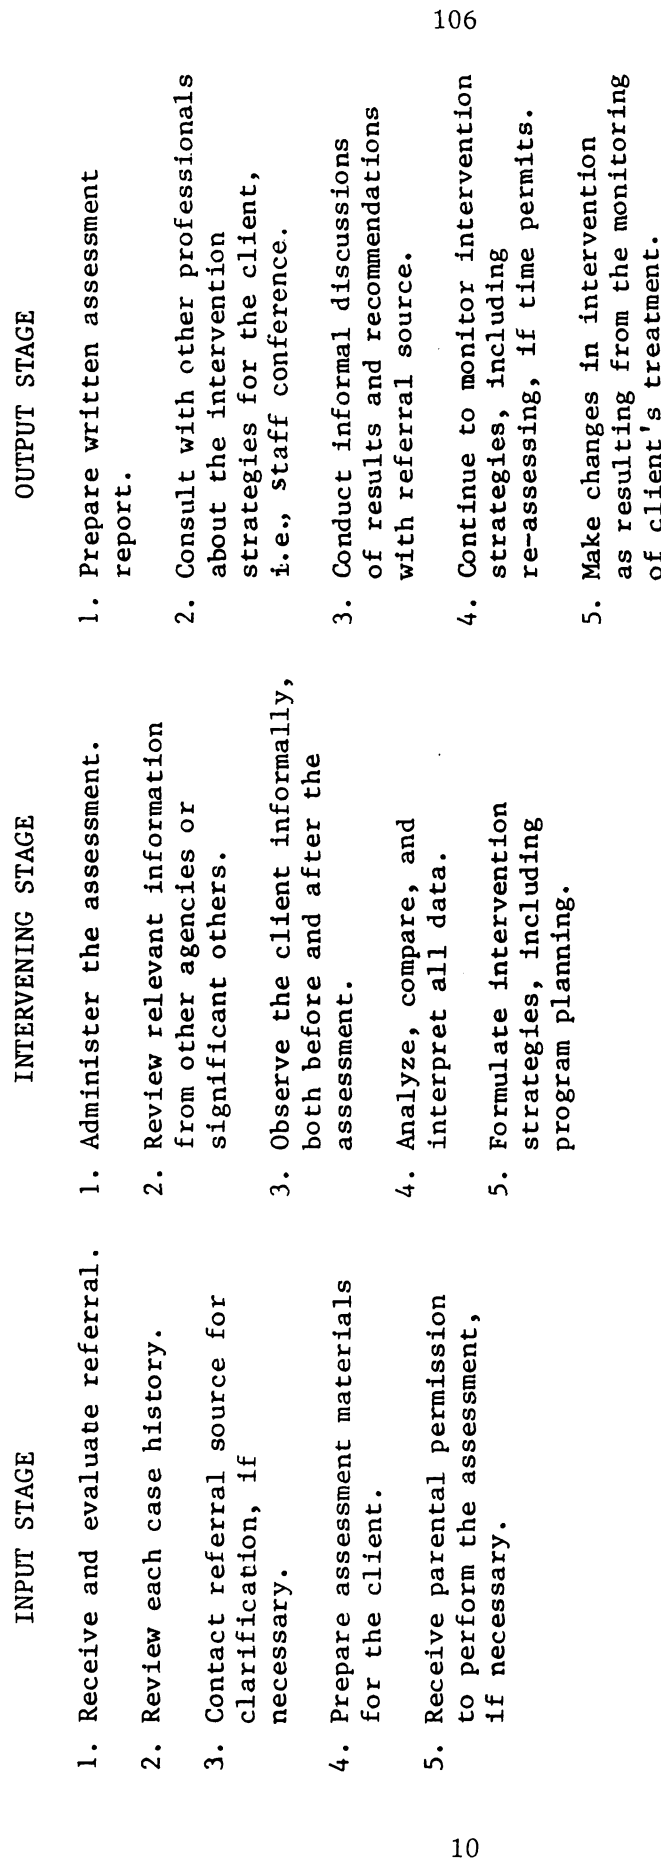 106
INPUT STAGE
1. Receive and evaluate referral.
2. Review each case history.
3. Contact referral source for
clarification, if
necessary.
4. Prepare assessment materials
for the client.
5. Receive parental permission
to perform the assessment,
if necessary.
INTERVENING STAGE
1. Administer the assessment.
2. Review relevant information
from other agencies or
significant others.
3. Observe the client informally,
both before and after the
assessment.
4. Analyze, compare, and
interpret all data.
5. Formulate intervention
strategies, including
program planning.
OUTPUT STAGE
1. Prepare written assessment
report.
2. Consult with other professionals
about the intervention
strategies for the client,
i.e., staff conference.
3. Conduct informal discussions
of results and recommendations
with referral source.
4. Continue to monitor intervention
strategies, including
re-assessing, if time permits.
5. Make changes in intervention
as resulting from the monitoring
of client's treatment.
10